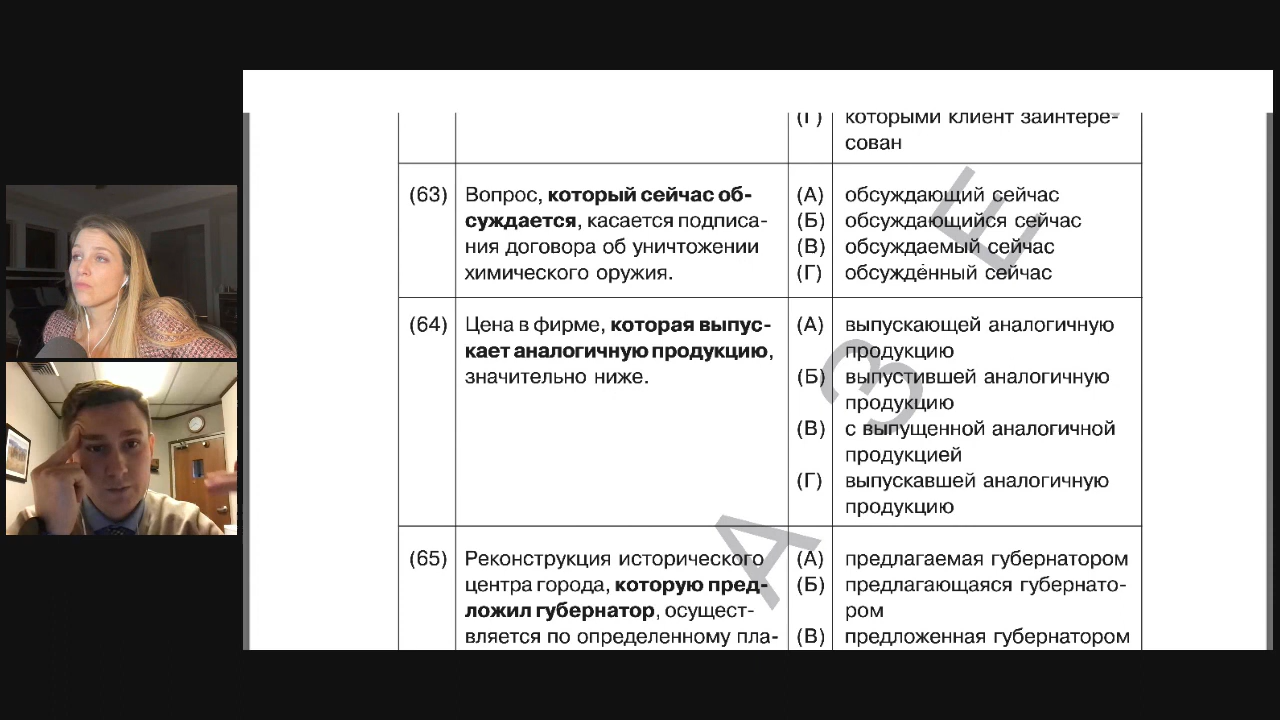 (Г) которыми клиент заинтере-
сован
(63) Вопрос, который сейчас об-
суждается, касается подписа-
ния договора об уничтожении
химического оружия.
(А) обсуждающий сейчас
(Б) обсуждающийся сейчас
(В) обсуждаемый сейчас
(Г) обсуждённый сейчас
(64) Цена в фирме, которая выпус-
кает аналогичную продукцию,
значительно ниже.
(А) выпускающей аналогичную
продукцию
(Б) выпустившей аналогичную
продукцию
(В) с выпущенной аналогичной
продукцией
(Г) выпускавшей аналогичную
продукцию
(65) Реконструкция исторического
центра города, которую пред-
ложил губернатор, осущест-
вляется по определенному пла-
(А) предлагаемая губернатором
(Б) предлагающаяся губернато-
ром
(В) предложенная губернатором
А З Е